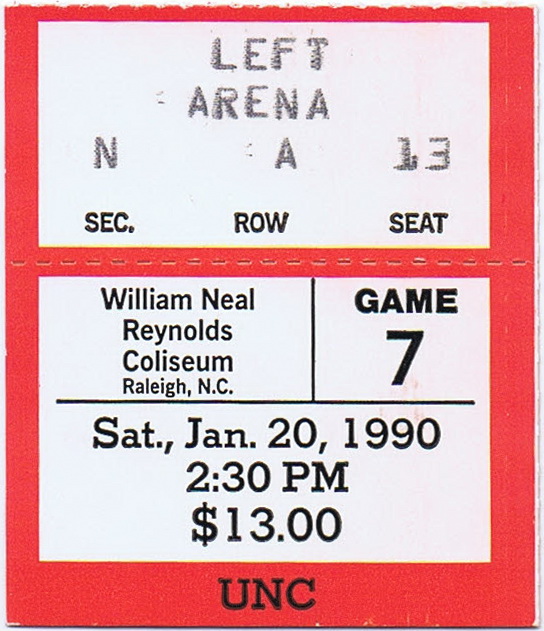 LEFT
ARENA
N A 13
SEC. ROW SEAT
William Neal
Reynolds
Coliseum
Raleigh, N.C.
GAME
7
Sat., Jan. 20, 1990
2:30 PM
$13.00
UNC